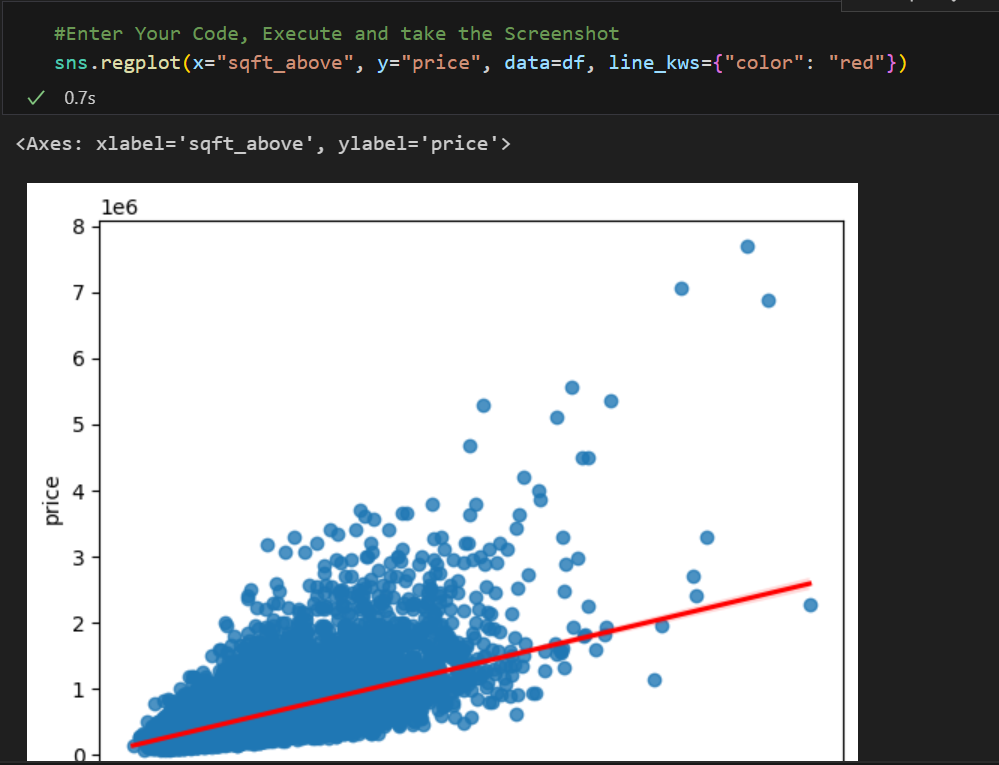 #Enter Your Code, Execute and take the Screenshot
sns.regplot(x="sqft_above", y="price", data=df, line_kws={"color": "red"})
0.7s
<Axes: xlabel='sqft_above', ylabel='price'>
1e6
8
7
6
5
4
3
2
1
0
price